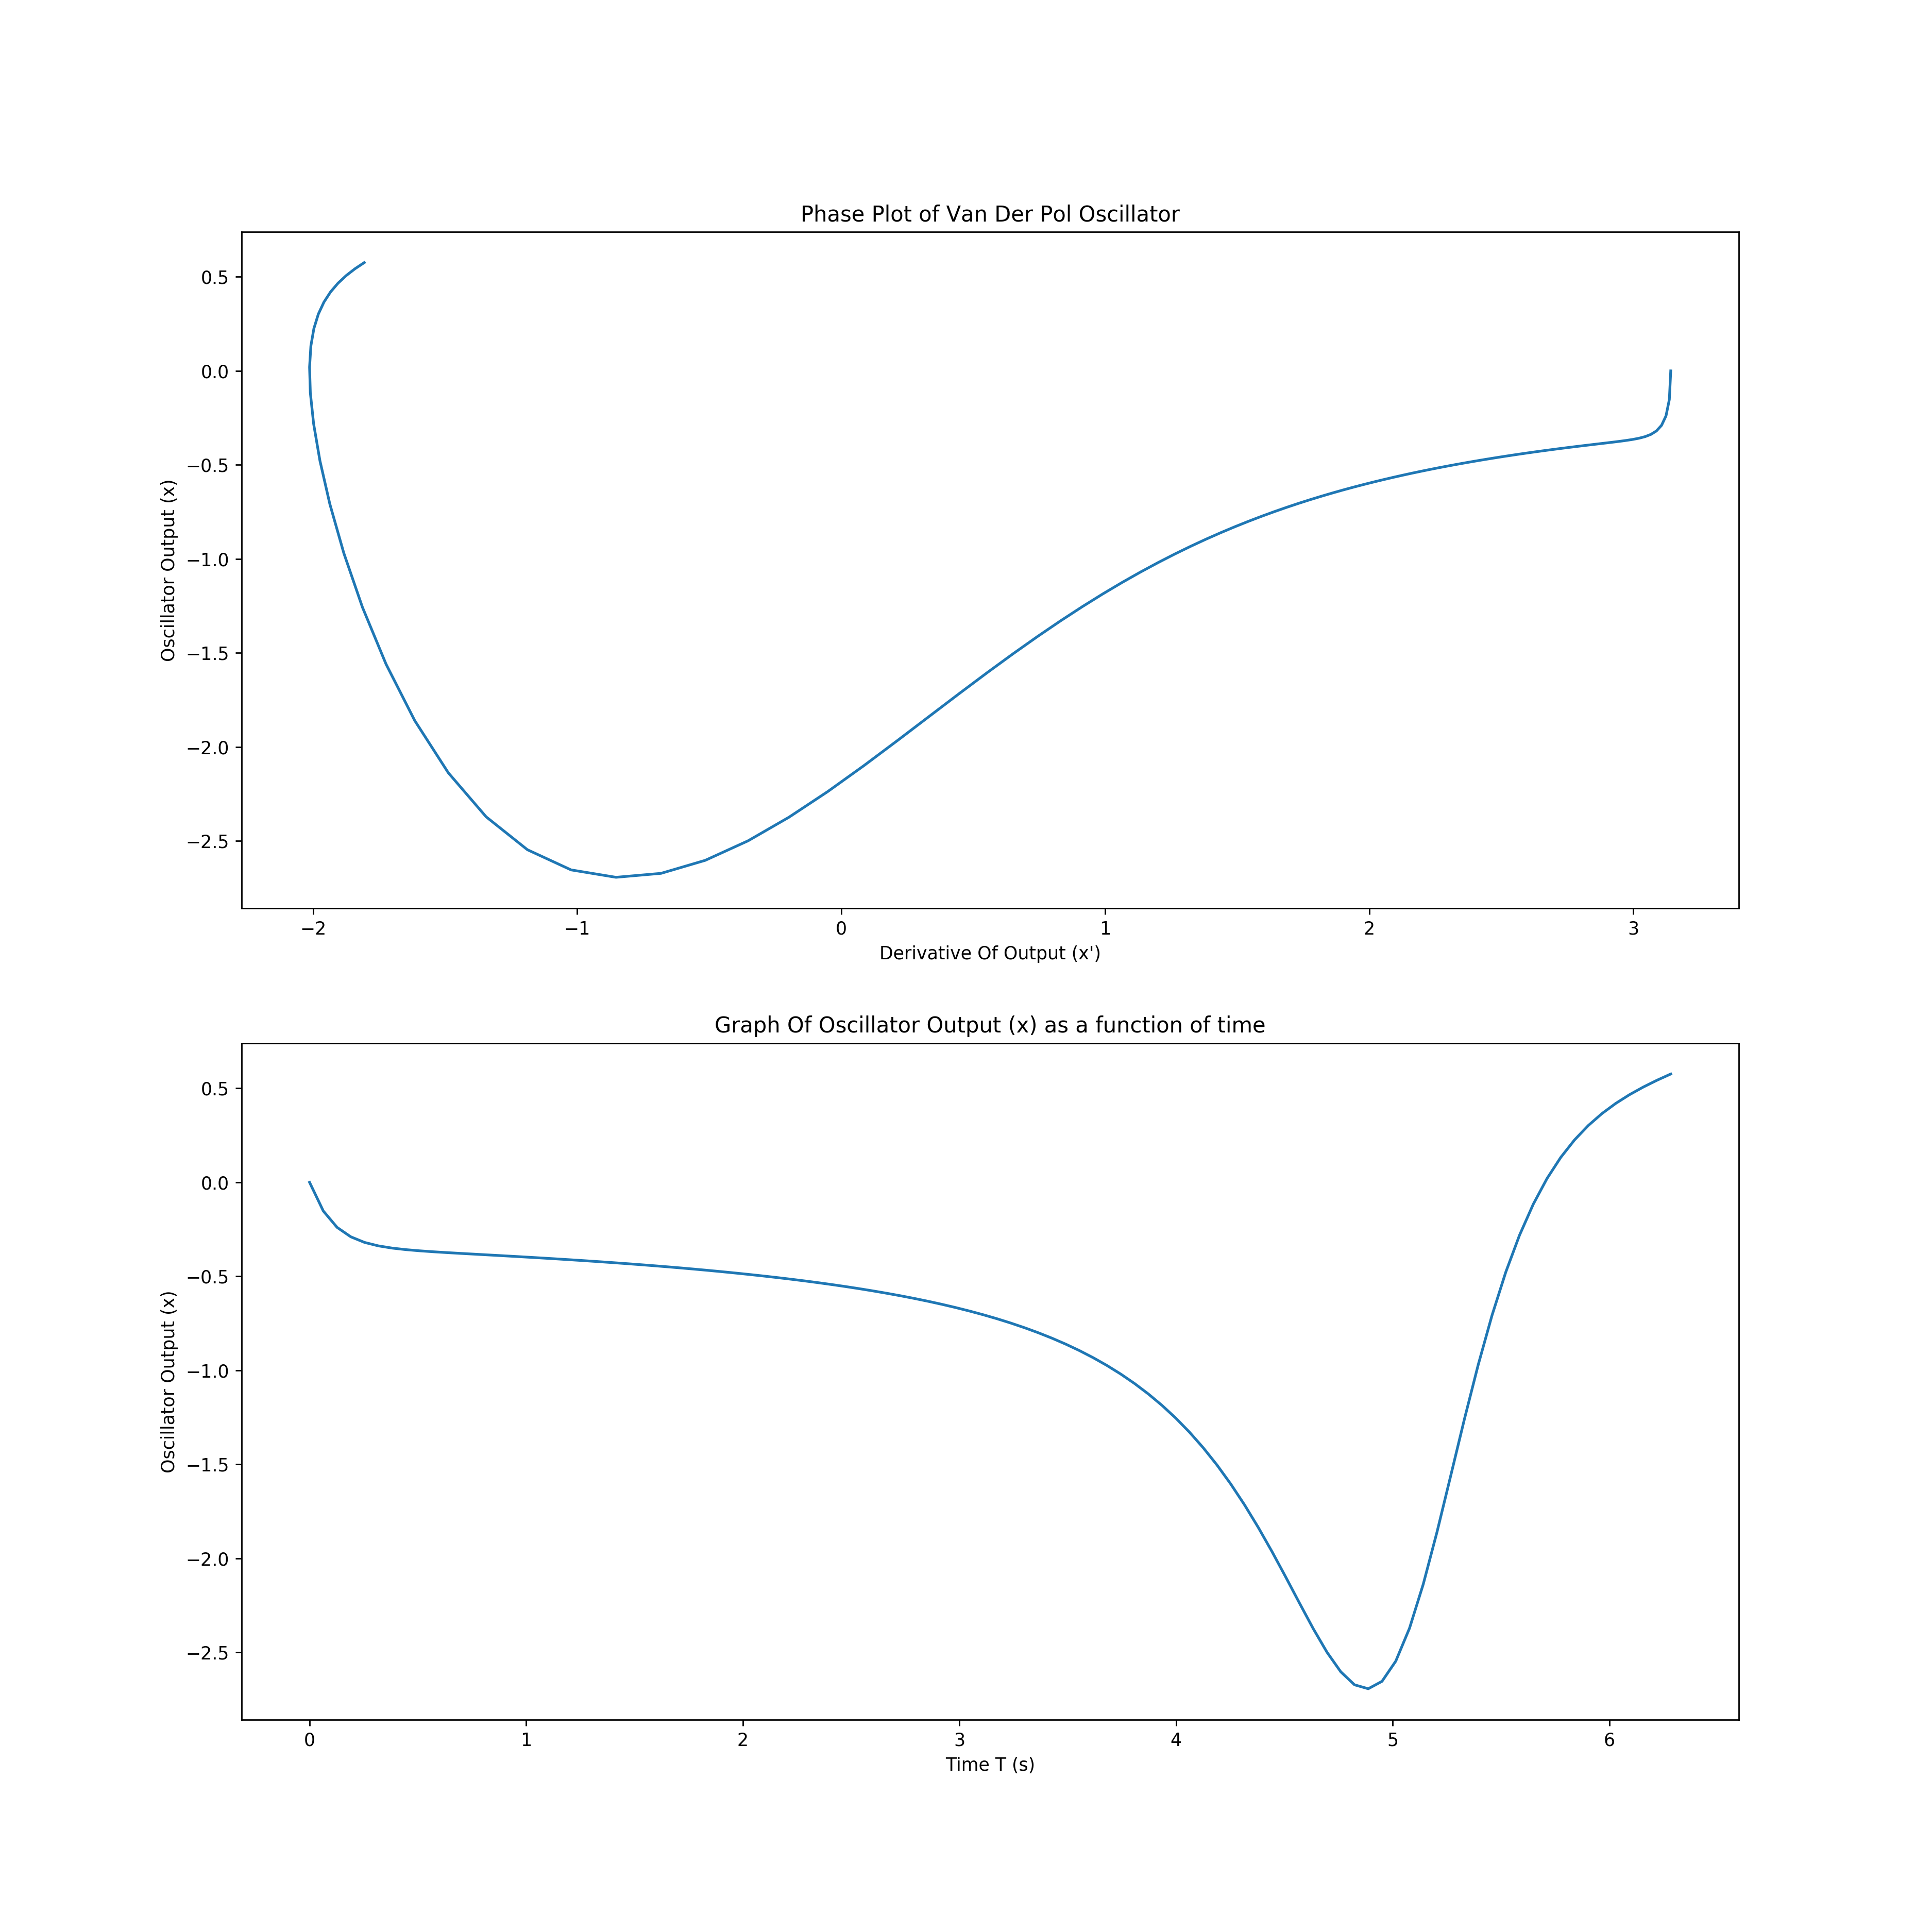 Phase Plot of Van Der Pol Oscillator
0.5
0.0
−0.5
−1.0
−1.5
−2.0
−2.5
Oscillator Output (x)
−2 −1 0 1 2 3
Derivative Of Output (x')
Graph Of Oscillator Output (x) as a function of time
0.5
0.0
−0.5
−1.0
−1.5
−2.0
−2.5
Oscillator Output (x)
0 1 2 3 4 5 6
Time T (s)